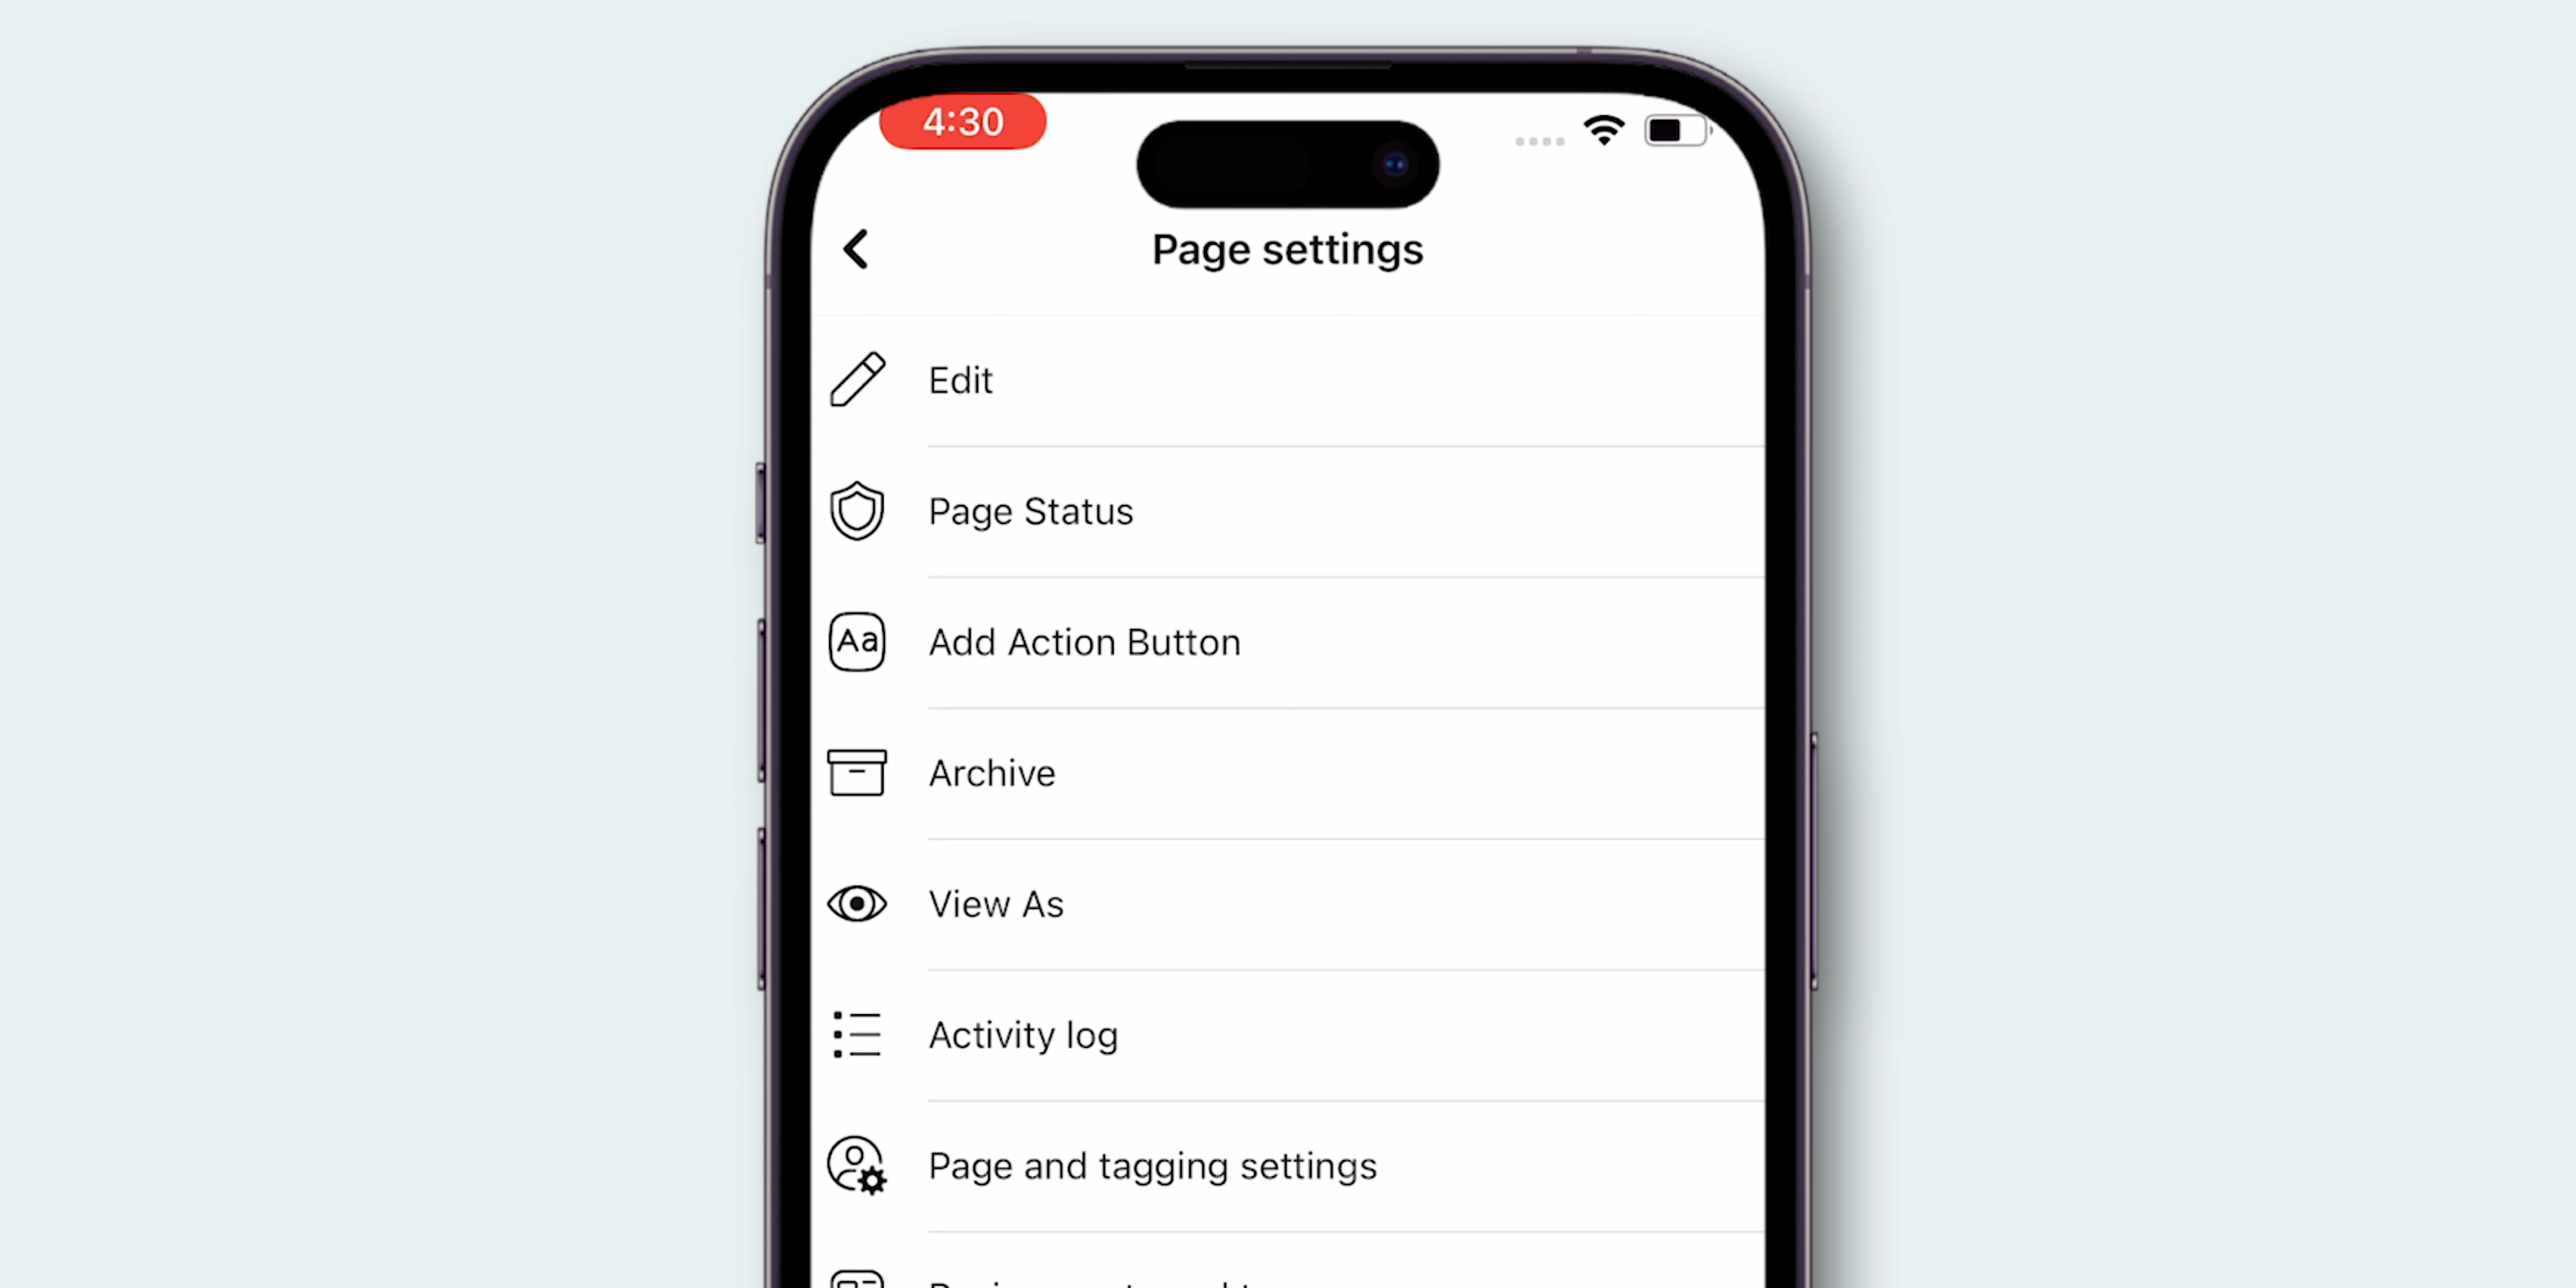 4:30
Page settings
Edit
Page Status
Aa
Add Action Button
Archive
View As
Activity log
Page and tagging settings